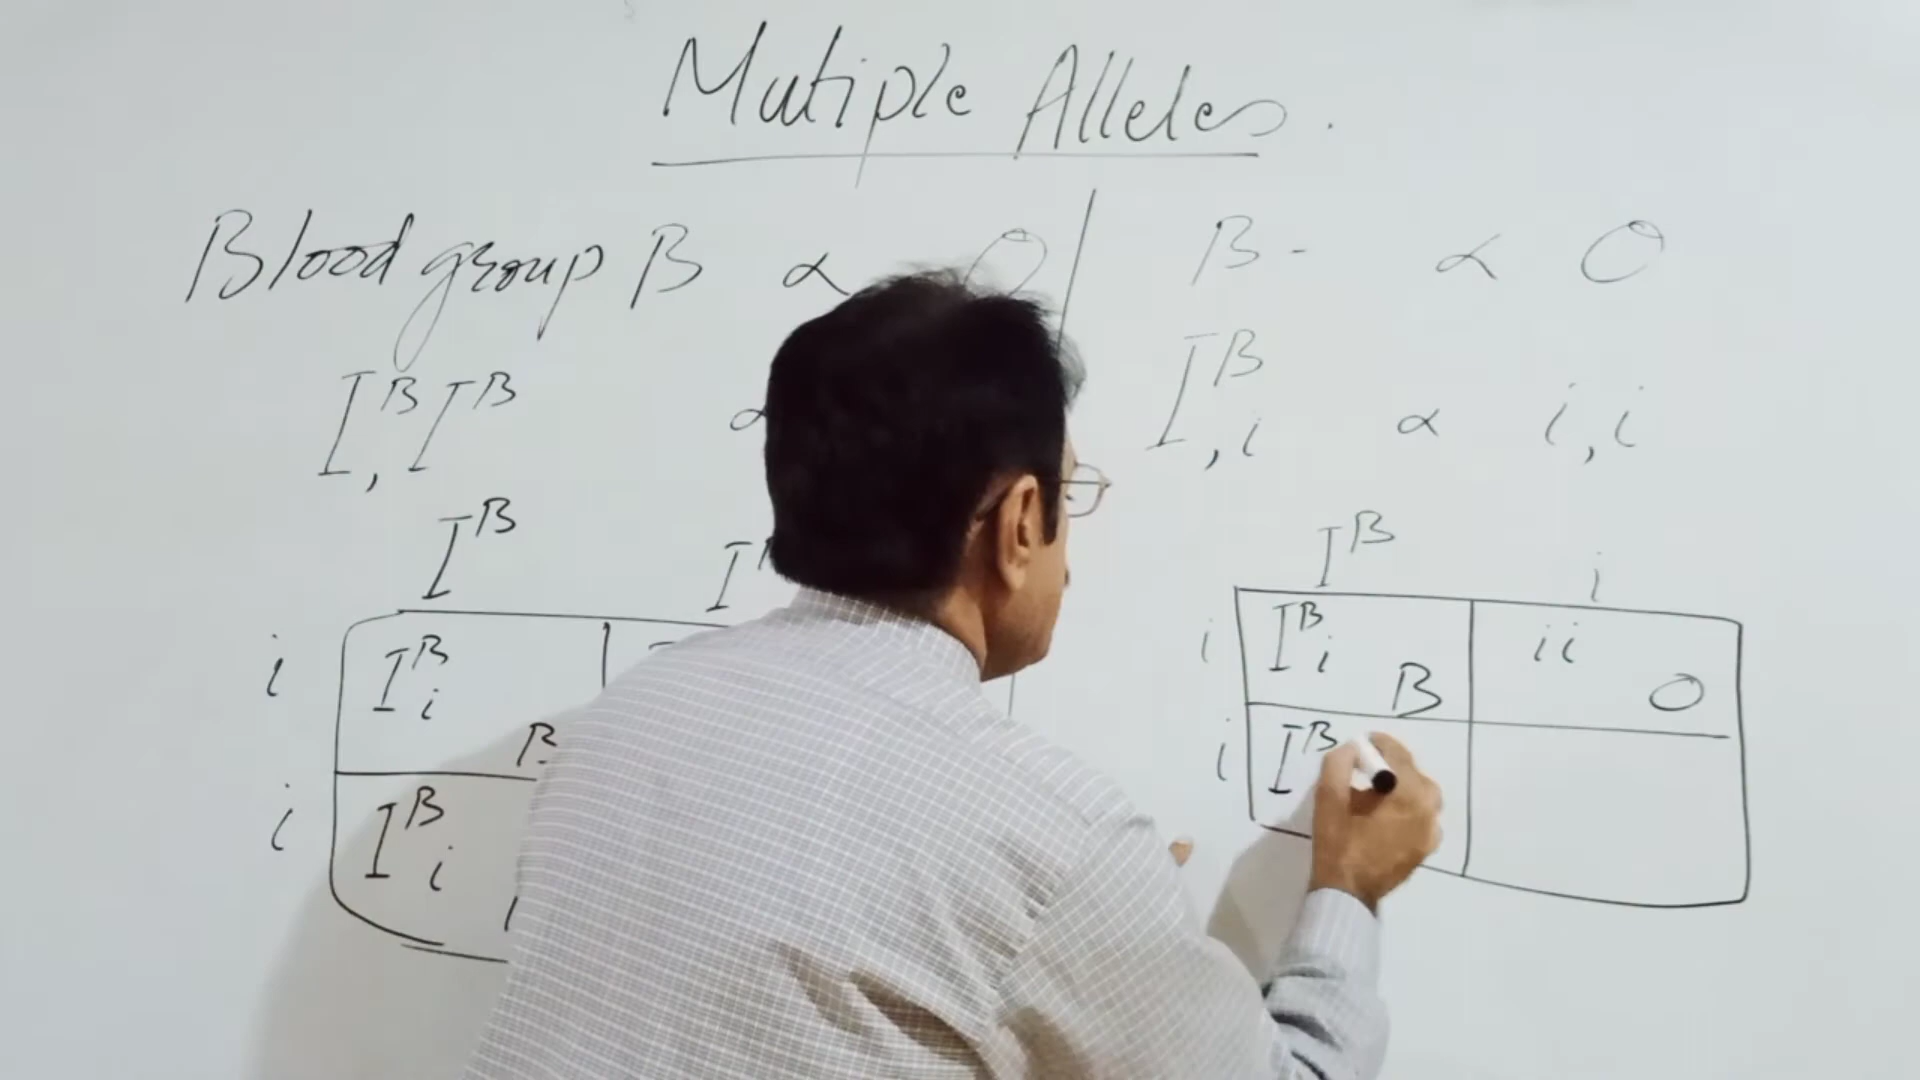 Mutiple Alleles.
Blood group B α O
I^B, I^B α
I^B I
i I^B i
B
i I^B i
B - α O
I^B, i α i, i
I^B i
i I^B i B ii O
i I^B